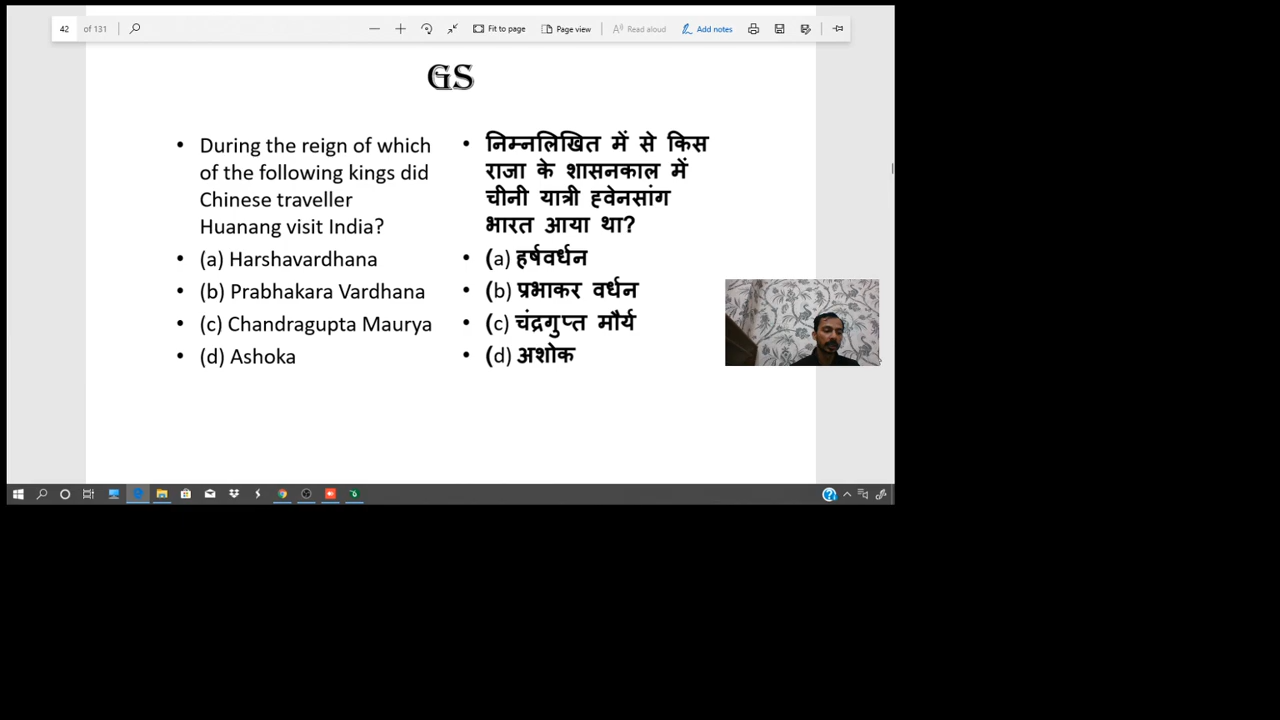 42 of 131 Fit to page Page view Read aloud Add notes
GS
• During the reign of which
of the following kings did
Chinese traveller
Huanang visit India?
• (a) Harshavardhana
• (b) Prabhakara Vardhana
• (c) Chandragupta Maurya
• (d) Ashoka
• निम्नलिखित में से किस
राजा के शासनकाल में
चीनी यात्री ह्वेनसांग
भारत आया था?
• (a) हर्षवर्धन
• (b) प्रभाकर वर्धन
• (c) चंद्रगुप्त मौर्य
• (d) अशोक